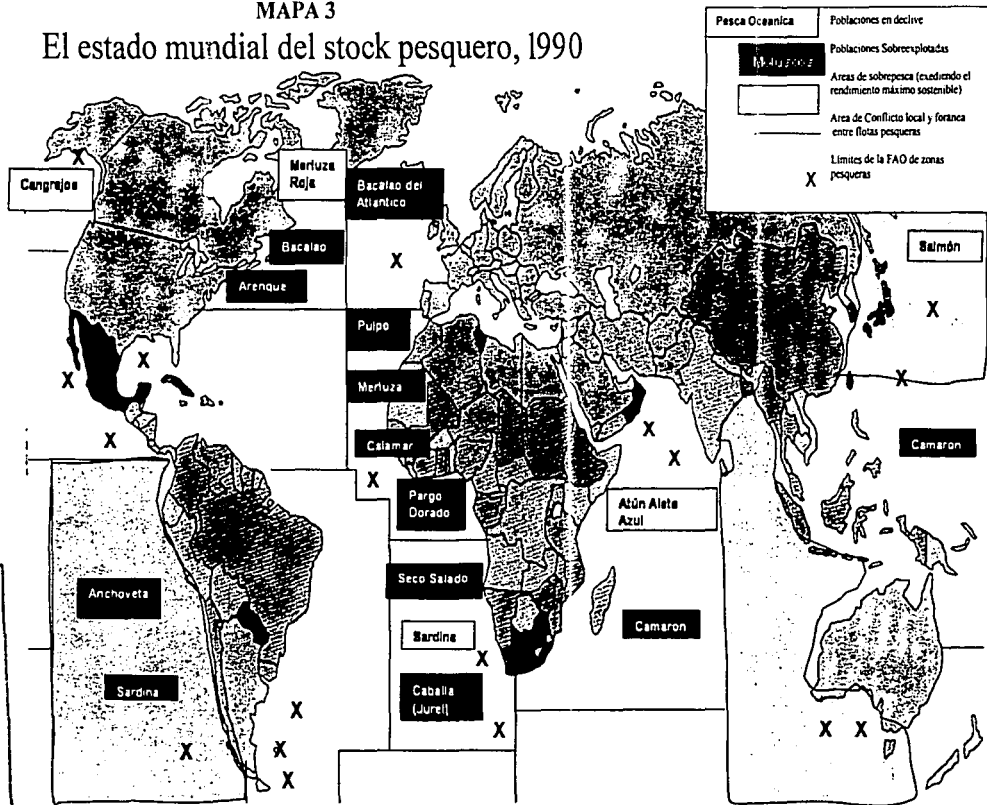 MAPA 3
El estado mundial del stock pesquero, 1990
Pesca Oceanica
Poblaciones en declive
Poblaciones Sobreexplotadas
Areas de sobrepesca (exediendo el
rendimiento máximo sostenible)
Area de Conflicto local y foranea
entre flotas pesqueras
Límites de la FAO de zonas
pesqueras
X
X
Cangrejos
Merluza
Roja
Bacalao del
Atlantico
Bacalao
Arenque
X
Salmón
X
Pulpo
X
X
Merluza
X
X
Calamar
X
X
X
Camaron
Pargo
Dorado
Atún Aleta
Azul
Anchoveta
Seco Salado
Sardina
Camaron
X
Sardina
Caballa
(Jurel)
X
X
X
X
X
X
X